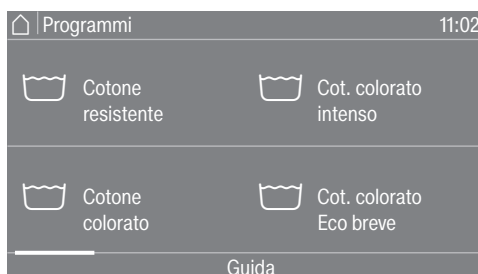 Programmi 11:02
Cotone
resistente
Cot. colorato
intenso
Cotone
colorato
Cot. colorato
Eco breve
Guida